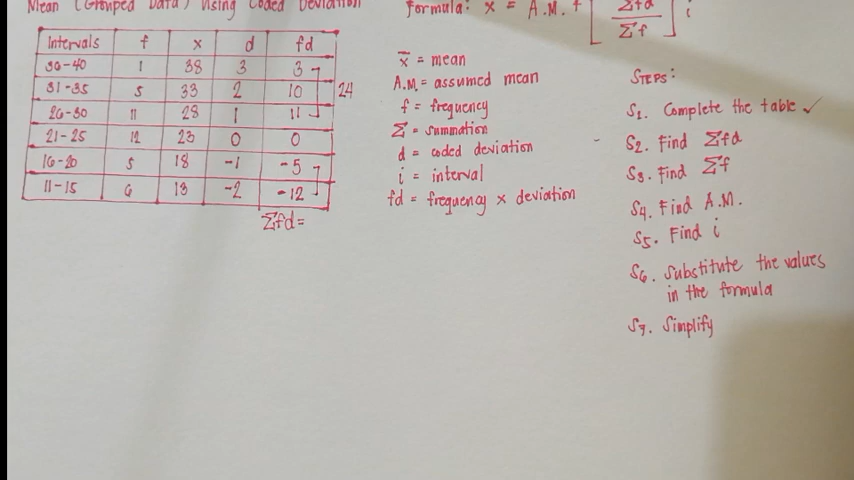 Mean (Grouped Data) Using Coded Deviation
Formula: x̄ = A.M. + [Σfd / Σf] i
Intervals f x d fd
36-40 1 38 3 3
31-35 5 33 2 10 24
26-30 11 28 1 11
21-25 12 23 0 0
16-20 5 18 -1 -5
11-15 6 13 -2 -12
Σfd=
x̄ = mean
A.M. = assumed mean
f = frequency
Σ = summation
d = coded deviation
i = interval
fd = frequency x deviation
STEPS:
S1. Complete the table ✓
S2. Find Σfd
S3. Find Σf
S4. Find A.M.
S5. Find i
S6. Substitute the values
in the formula
S7. Simplify